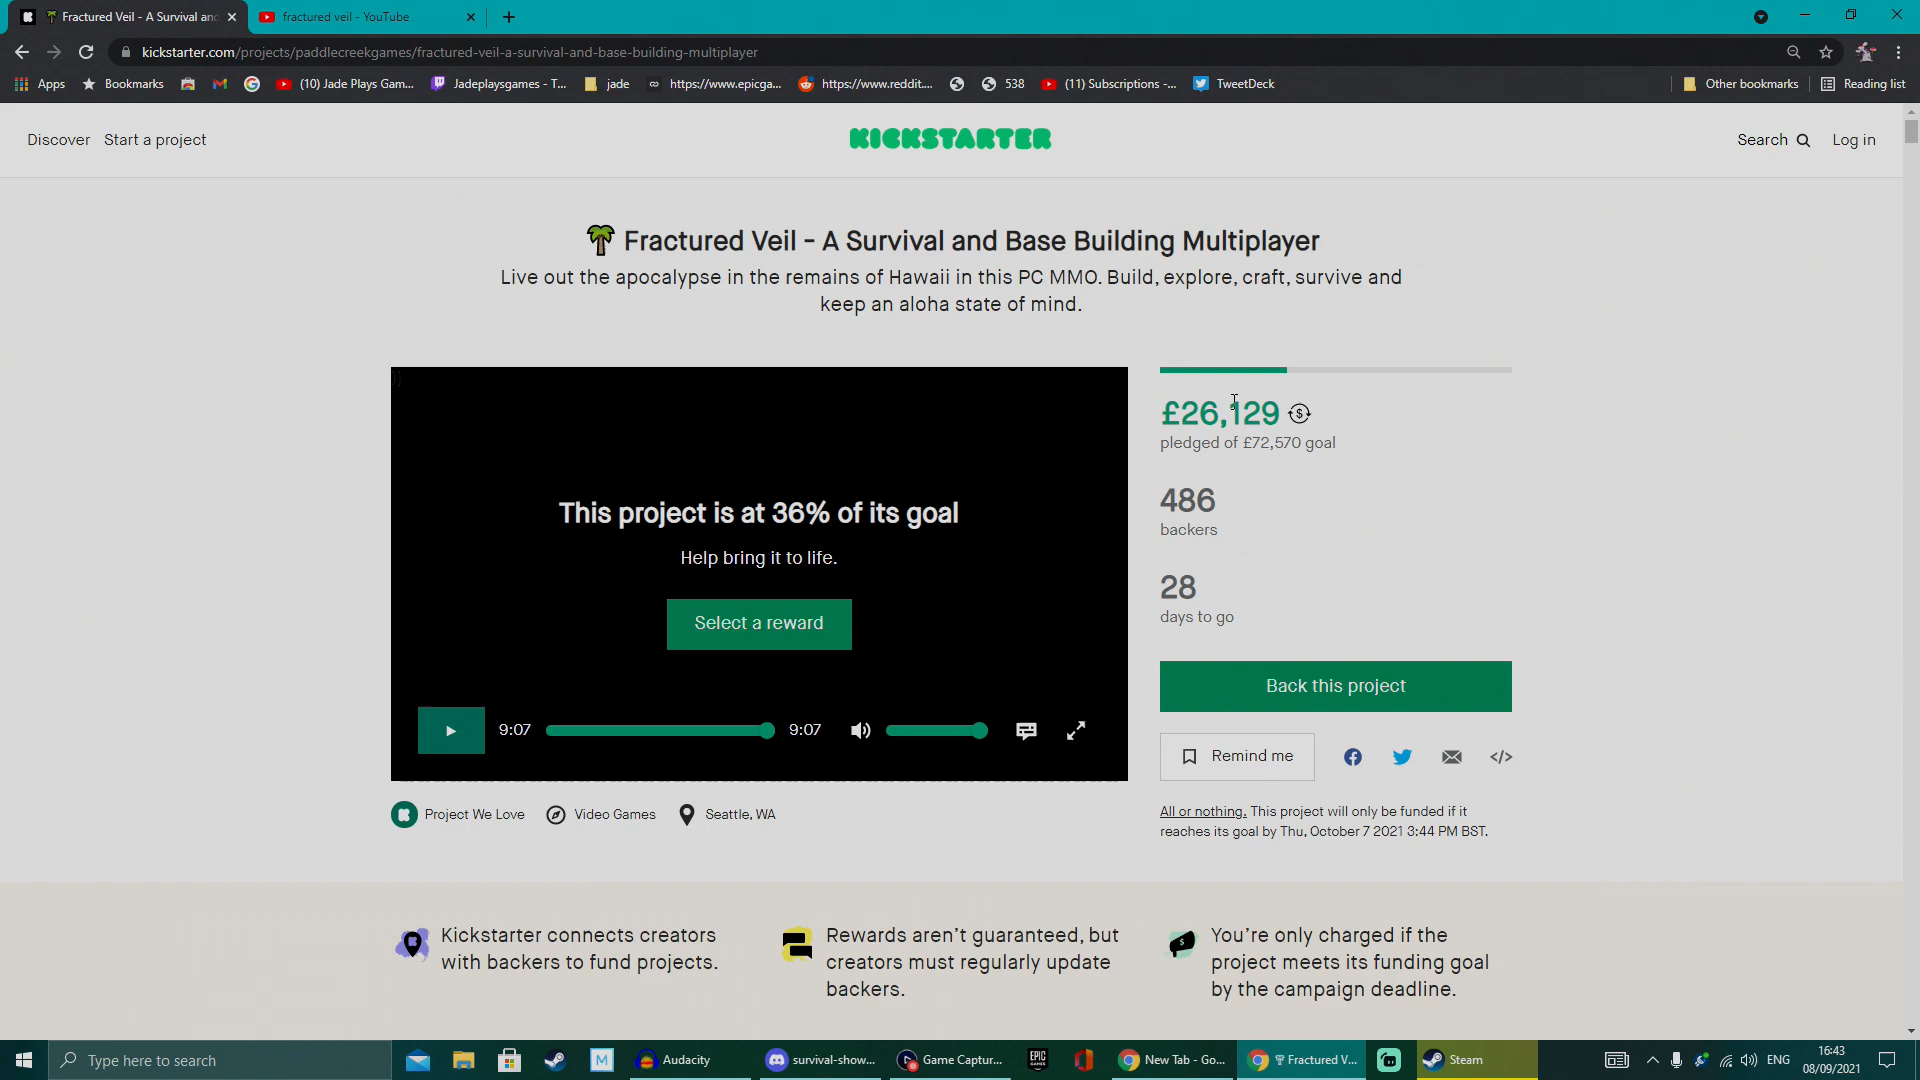 Fractured Veil - A Survival and
fractured veil - YouTube
kickstarter.com/projects/paddlecreekgames/fractured-veil-a-survival-and-base-building-multiplayer
Apps
Bookmarks
(10) Jade Plays Gam...
Jadeplaysgames - T...
jade
https://www.epicga...
https://www.reddit....
538
(11) Subscriptions -...
TweetDeck
Other bookmarks
Reading list
Discover
Start a project
KICKSTARTER
Search
Log in
Fractured Veil - A Survival and Base Building Multiplayer
Live out the apocalypse in the remains of Hawaii in this PC MMO. Build, explore, craft, survive and
keep an aloha state of mind.
This project is at 36% of its goal
Help bring it to life.
Select a reward
9:07
9:07
£26,129
pledged of £72,570 goal
486
backers
28
days to go
Back this project
Remind me
All or nothing. This project will only be funded if it
reaches its goal by Thu, October 7 2021 3:44 PM BST.
Project We Love
Video Games
Seattle, WA
Kickstarter connects creators
with backers to fund projects.
Rewards aren't guaranteed, but
creators must regularly update
backers.
You're only charged if the
project meets its funding goal
by the campaign deadline.
Type here to search
Audacity
survival-show...
Game Captur...
EPIC GAMES
New Tab - Go...
Fractured V...
Steam
ENG
16:43
08/09/2021